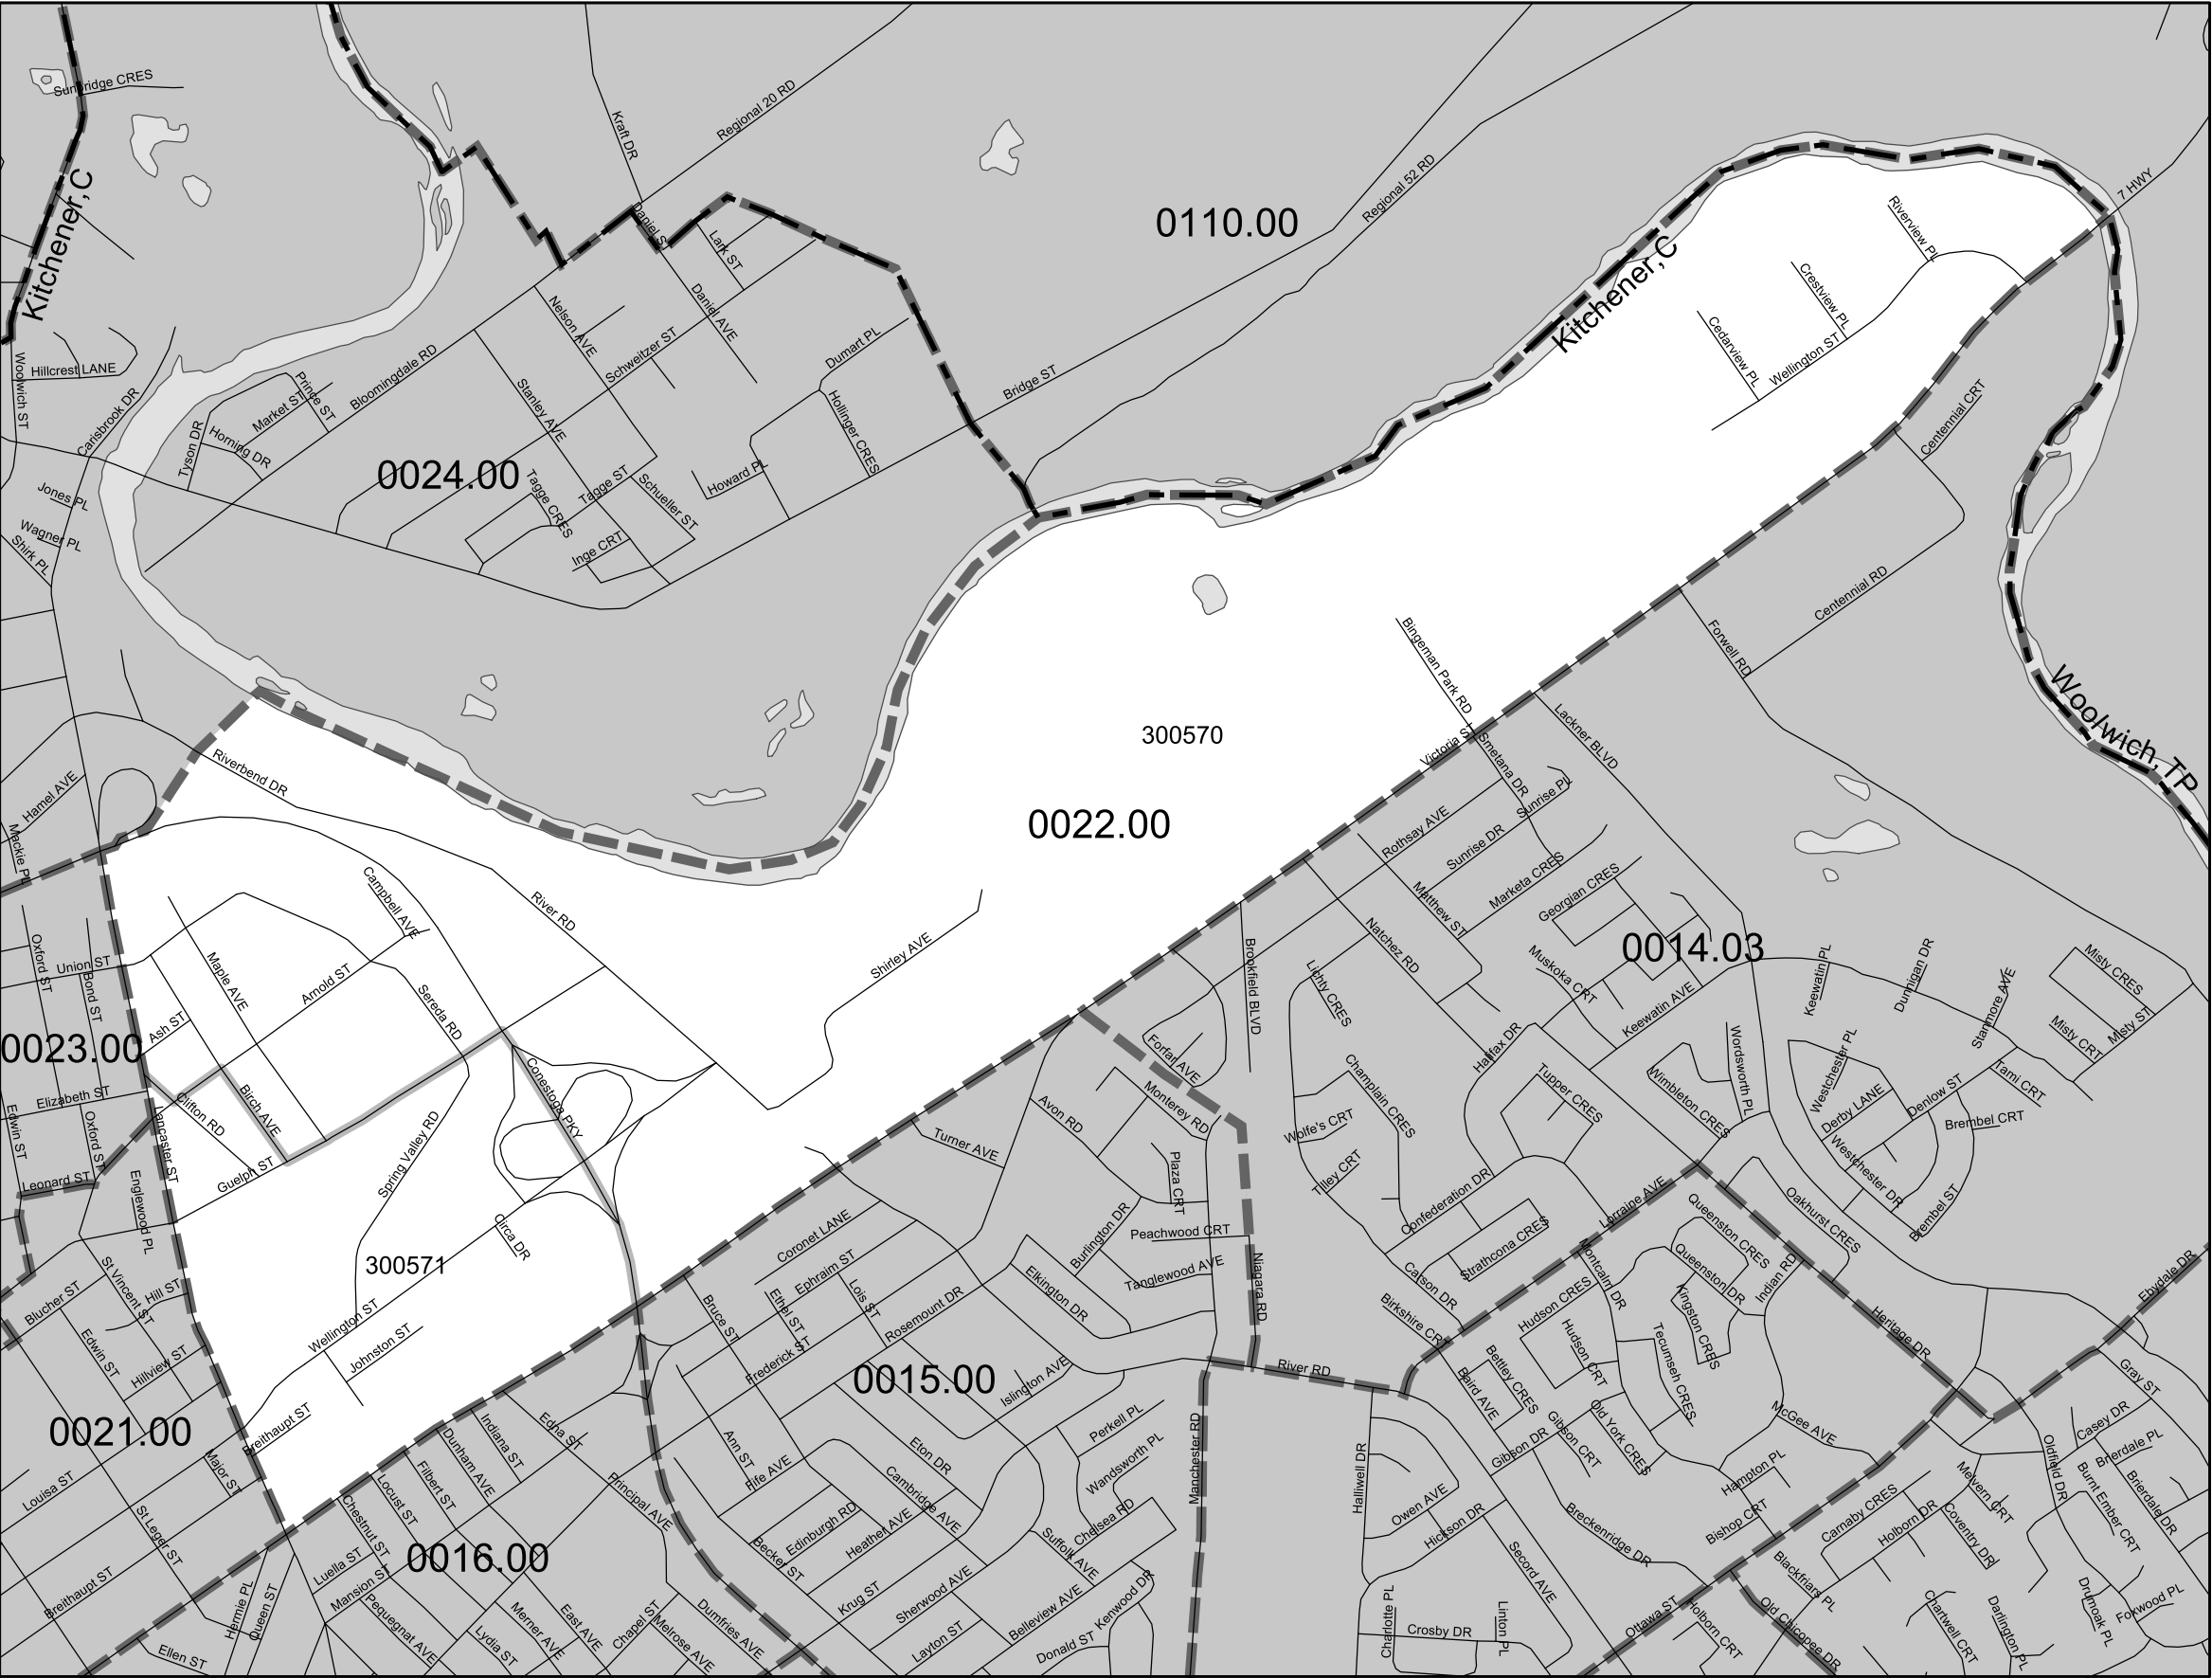 Sunbridge CRES
Kitchener,C
Kraft DR
Regional 20 RD
Regional 52 RD
0110.00
7 HWY
Riverview PL
Kitchener,C
Crestview PL
Cedarview PL
Wellington ST
Daniel S
Lark ST
Daniel AVE
Nelson AVE
Schweitzer ST
Dumart PL
Bridge ST
Woolwich ST
Hillcrest LANE
Carisbrook DR
Prince ST
Market ST
Bloomingdale RD
Stanley AVE
Hollinger CRES
Tyson DR
Horning DR
0024.00
Tagge CRES
Tagge ST
Schueller ST
Howard PL
Inge CRT
Jones PL
Wagner PL
Shirk PL
Centennial CRT
Centennial RD
Forwell RD
Bingeman Park RD
Woolwich, TP
300570
Victoria S
Smetana DR
Lackner BLVD
Sunrise PL
Riverbend DR
Hamel AVE
Mackie PL
0022.00
Rothsay AVE
Sunrise DR
Marketa CRES
Matthew ST
Georgian CRES
Natchez RD
0014.03
Campbell AVE
River RD
Shirley AVE
Brookfield BLVD
Lichty CRES
Muskoka CRT
Keewatin AVE
Keewatin PL
Dunnigan DR
Stanmore AVE
Misty CRES
Misty ST
Misty CRT
Oxford ST
Union ST
Bond ST
Maple AVE
Arnold ST
Sereda RD
Ash ST
0023.00
Forfar AVE
Halifax DR
Tupper CRES
Wordsworth PL
Wimbleton CRES
Westchester PL
Derby LANE
Denlow ST
Tami CRT
Brembel CRT
Westchester DR
Brembel ST
Elizabeth ST
Edwin ST
Oxford ST
Leonard ST
Lancaster ST
Clifton RD
Birch AVE
Guelph ST
Englewood PL
Spring Valley RD
Conestoga PKY
Circa DR
Avon RD
Monterey RD
Turner AVE
Plaza CRT
Champlain CRES
Wolfe's CRT
Tilley CRT
Confederation DR
Lorraine AVE
Strathcona CRES
Carson DR
Queenston CRES
Oakhurst CRES
Queenston DR
Indian RD
Kingston CRES
Montcalm DR
Peachwood CRT
Burlington DR
Tanglewood AVE
Niagara RD
Elkington DR
Coronet LANE
Ephraim ST
Lois ST
Ethel ST
Bruce ST
Frederick ST
Rosemount DR
300571
Wellington ST
Johnston ST
Breithaupt ST
St Vincent ST
Hill ST
Blucher ST
Edwin ST
Hillview ST
0021.00
Louisa ST
Major ST
St Leger ST
Breithaupt ST
Ellen ST
Hermie PL
Queen ST
0015.00
Islington AVE
River RD
Birkshire CR
Hudson CRES
Hudson CRT
Tecumseh CRES
Bettley CRES
Baird AVE
Gibson DR
Gibson CRT
Old York CRES
McGee AVE
Heritage DR
Ebydale DR
Gray ST
Casey DR
Brierdale PL
Brierdale DR
Burnt Ember CRT
Oldfield DR
Melvern CRT
Hampton PL
Bishop CRT
Carnaby CRES
Holborn DR
Coventry DR
Edna ST
Indiana ST
Dunham AVE
Filbert ST
Locust ST
Chestnut ST
Luella ST
Mansion ST
0016.00
Pequegnat AVE
Lydia ST
Merner AVE
East AVE
Chapel ST
Melrose AVE
Dumfries AVE
Principal AVE
Ann ST
Fife AVE
Edinburgh RD
Becker ST
Heather AVE
Cambridge AVE
Eton DR
Krug ST
Sherwood AVE
Layton ST
Suffolk AVE
Belleview AVE
Donald ST
Kenwood DR
Chelsea RD
Wandsworth PL
Perkell PL
Manchester RD
Halliwell DR
Owen AVE
Hickson DR
Secord AVE
Breckenridge DR
Charlotte PL
Crosby DR
Linton PL
Ottawa ST
Holborn CRT
Blackfriars PL
Old Chicopee DR
Chartwell CRT
Darlington PL
Drumoak PL
Foxwood PL